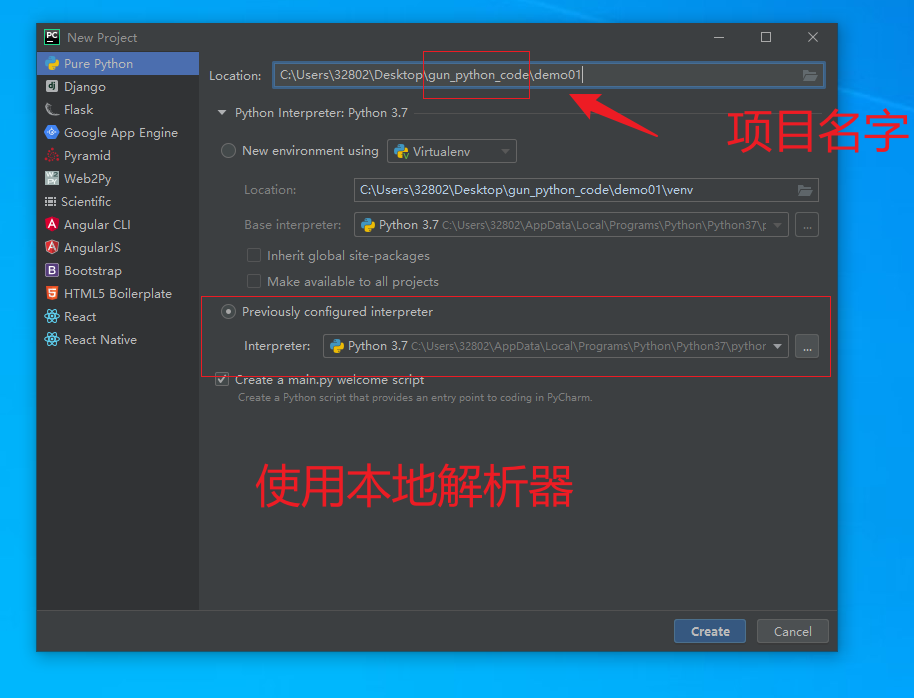 New Project
Pure Python
Django
Flask
Google App Engine
Pyramid
Web2Py
Scientific
Angular CLI
AngularJS
Bootstrap
HTML5 Boilerplate
React
React Native
Location: C:\Users\32802\Desktop\gun_python_code\demo01
项目名字
Python Interpreter: Python 3.7
New environment using Virtualenv
Location: C:\Users\32802\Desktop\gun_python_code\demo01\venv
Base interpreter: Python 3.7 C:\Users\32802\AppData\Local\Programs\Python\Python37\p ...
Inherit global site-packages
Make available to all projects
Previously configured interpreter
Interpreter: Python 3.7 C:\Users\32802\AppData\Local\Programs\Python\Python37\python ...
Create a main.py welcome script
Create a Python script that provides an entry point to coding in PyCharm.
使用本地解析器
Create Cancel